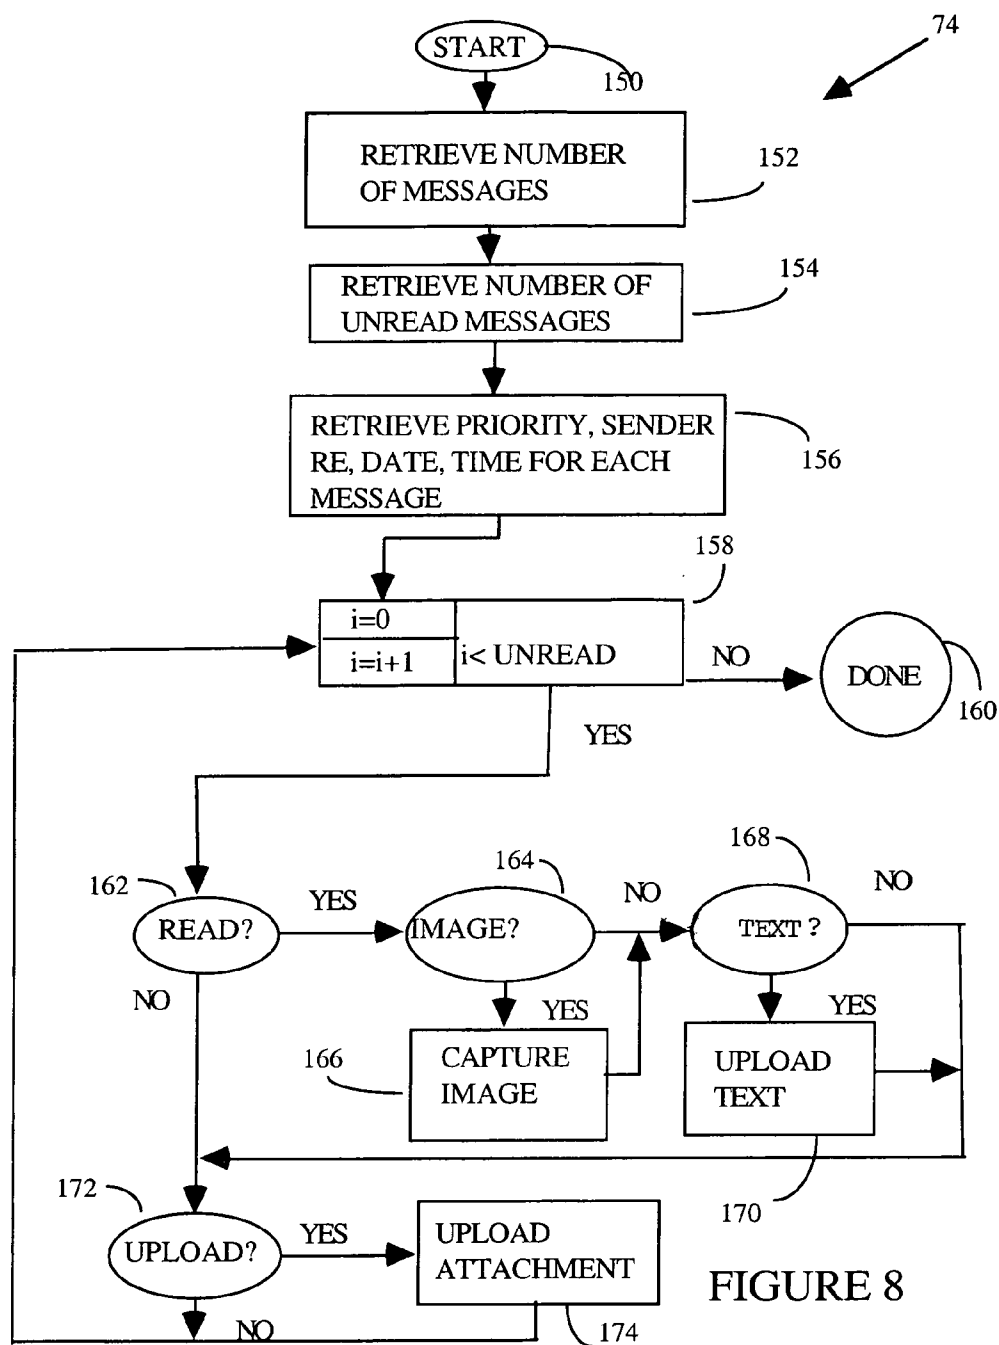 74
START
150
RETRIEVE NUMBER
OF MESSAGES
152
RETRIEVE NUMBER OF
UNREAD MESSAGES
154
RETRIEVE PRIORITY, SENDER
RE, DATE, TIME FOR EACH
MESSAGE
156
158
i=0
i=i+1
i< UNREAD
NO
DONE
160
YES
162
READ?
YES
164
IMAGE?
NO
168
TEXT?
NO
NO
YES
YES
166
CAPTURE
IMAGE
UPLOAD
TEXT
170
172
UPLOAD?
YES
UPLOAD
ATTACHMENT
NO
174
FIGURE 8